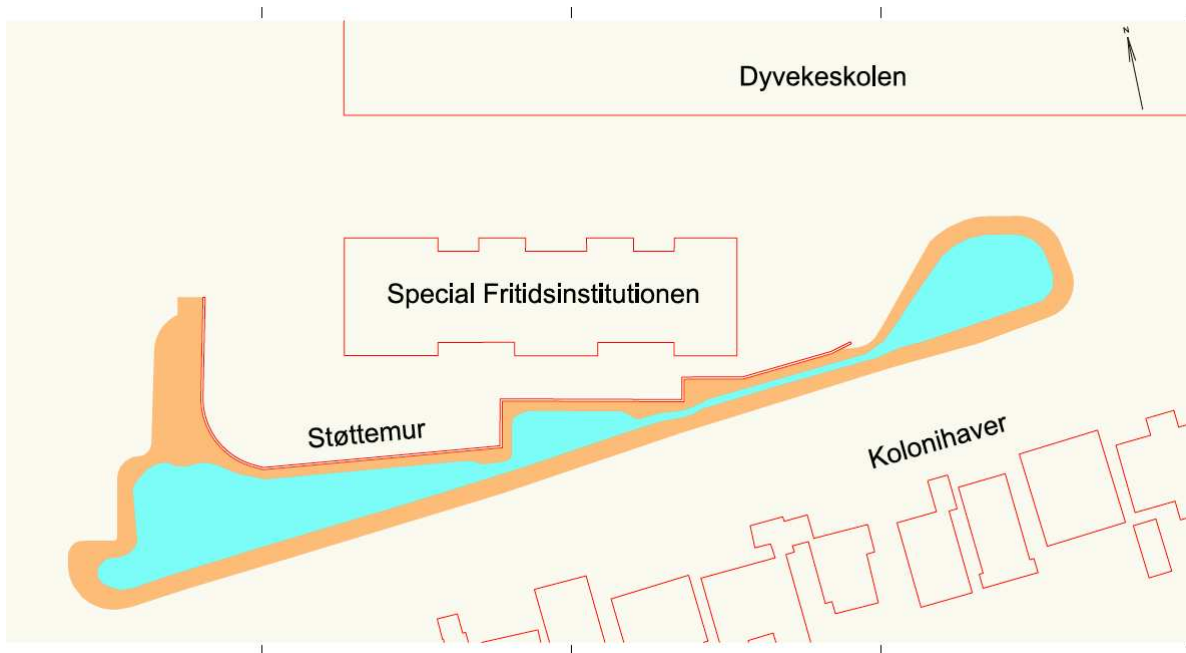 N
Dyvekeskolen
Special Fritidsinstitutionen
Støttemur
Kolonihaver